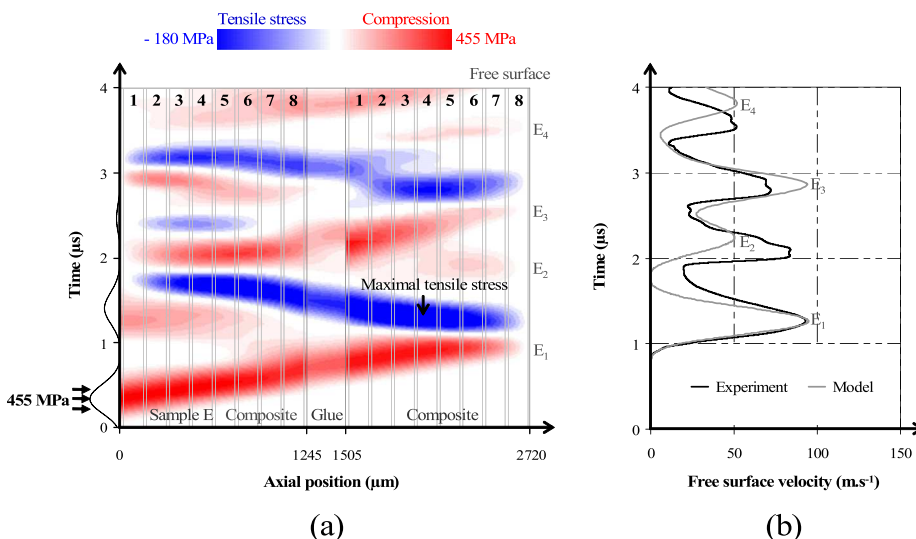 Tensile stress Compression
- 180 MPa 455 MPa
Free surface
4 1 2 3 4 5 6 7 8 1 2 3 4 5 6 7 8
E4
3
E3
2
E2
Maximal tensile stress
1
E1
455 MPa
Sample E Composite Glue Composite
0
0 1245 1505 2720
Time (µs)
Axial position (µm)
(a)
4
E4
3
E3
E2
2
E1
1
Experiment Model
0
0 50 100 150
Time (µs)
Free surface velocity (m.s-1)
(b)